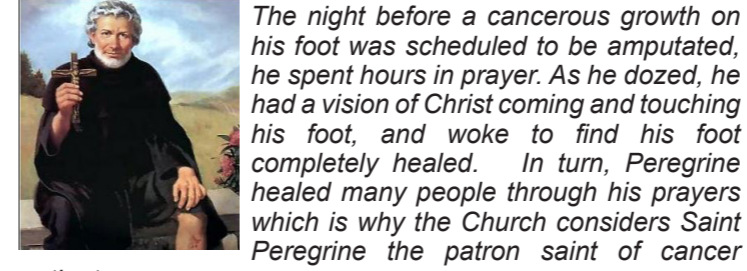 The night before a cancerous growth on
his foot was scheduled to be amputated,
he spent hours in prayer. As he dozed, he
had a vision of Christ coming and touching
his foot, and woke to find his foot
completely healed. In turn, Peregrine
healed many people through his prayers
which is why the Church considers Saint
Peregrine the patron saint of cancer